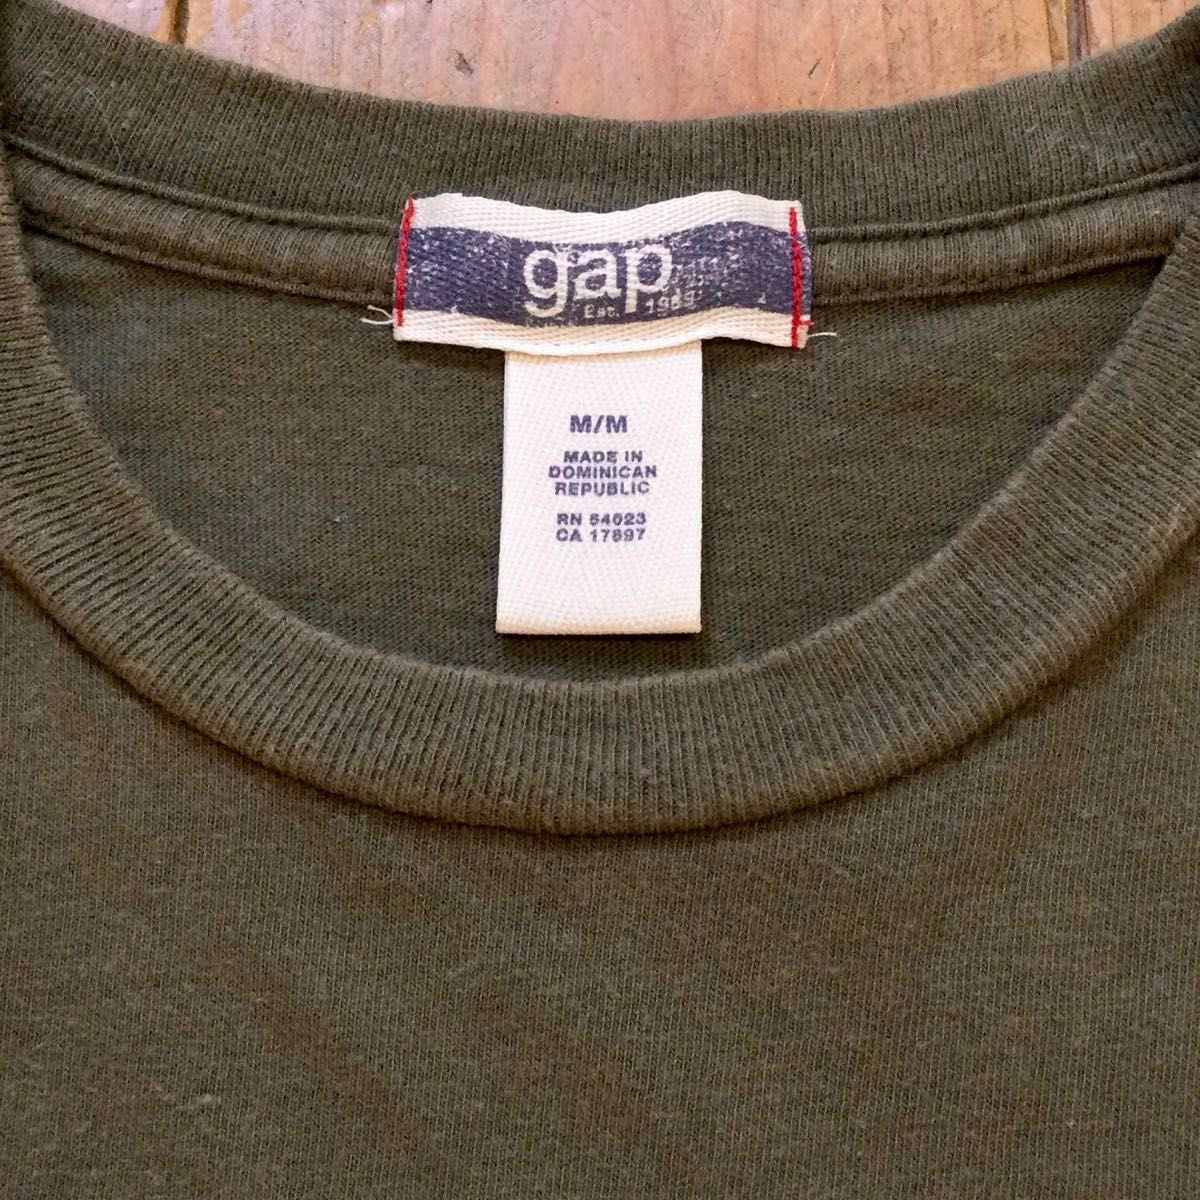 gap
Est. 1969
M/M
MADE IN
DOMINICAN
REPUBLIC
RN 54023
CA 17897